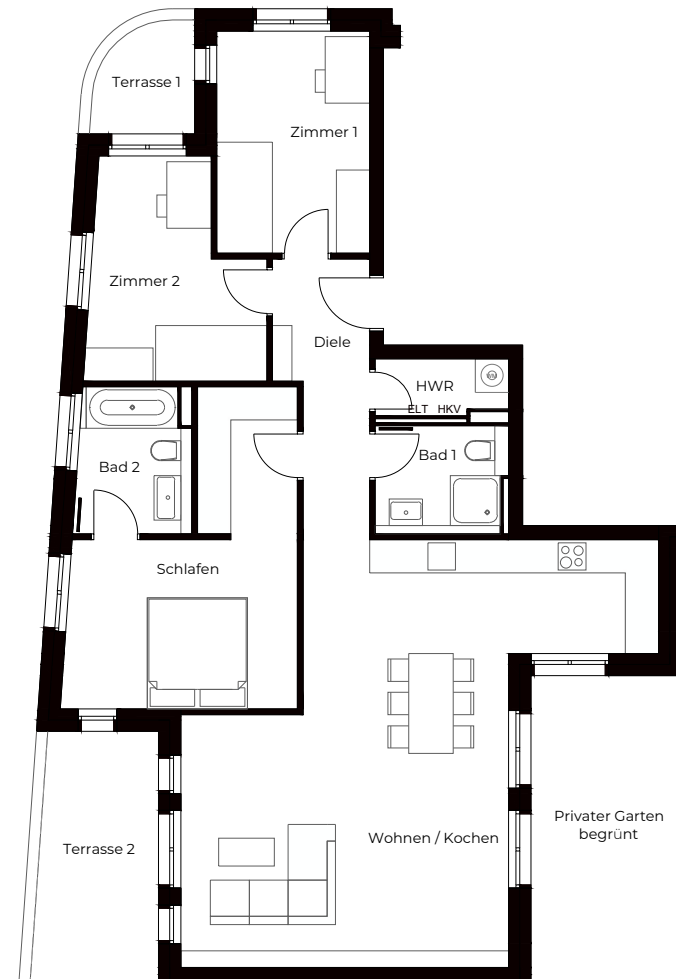 Terrasse 1
Zimmer 1
Zimmer 2
Diele
HWR
ELT HKV
Bad 1
Bad 2
Schlafen
Wohnen / Kochen
Privater Garten
begrünt
Terrasse 2